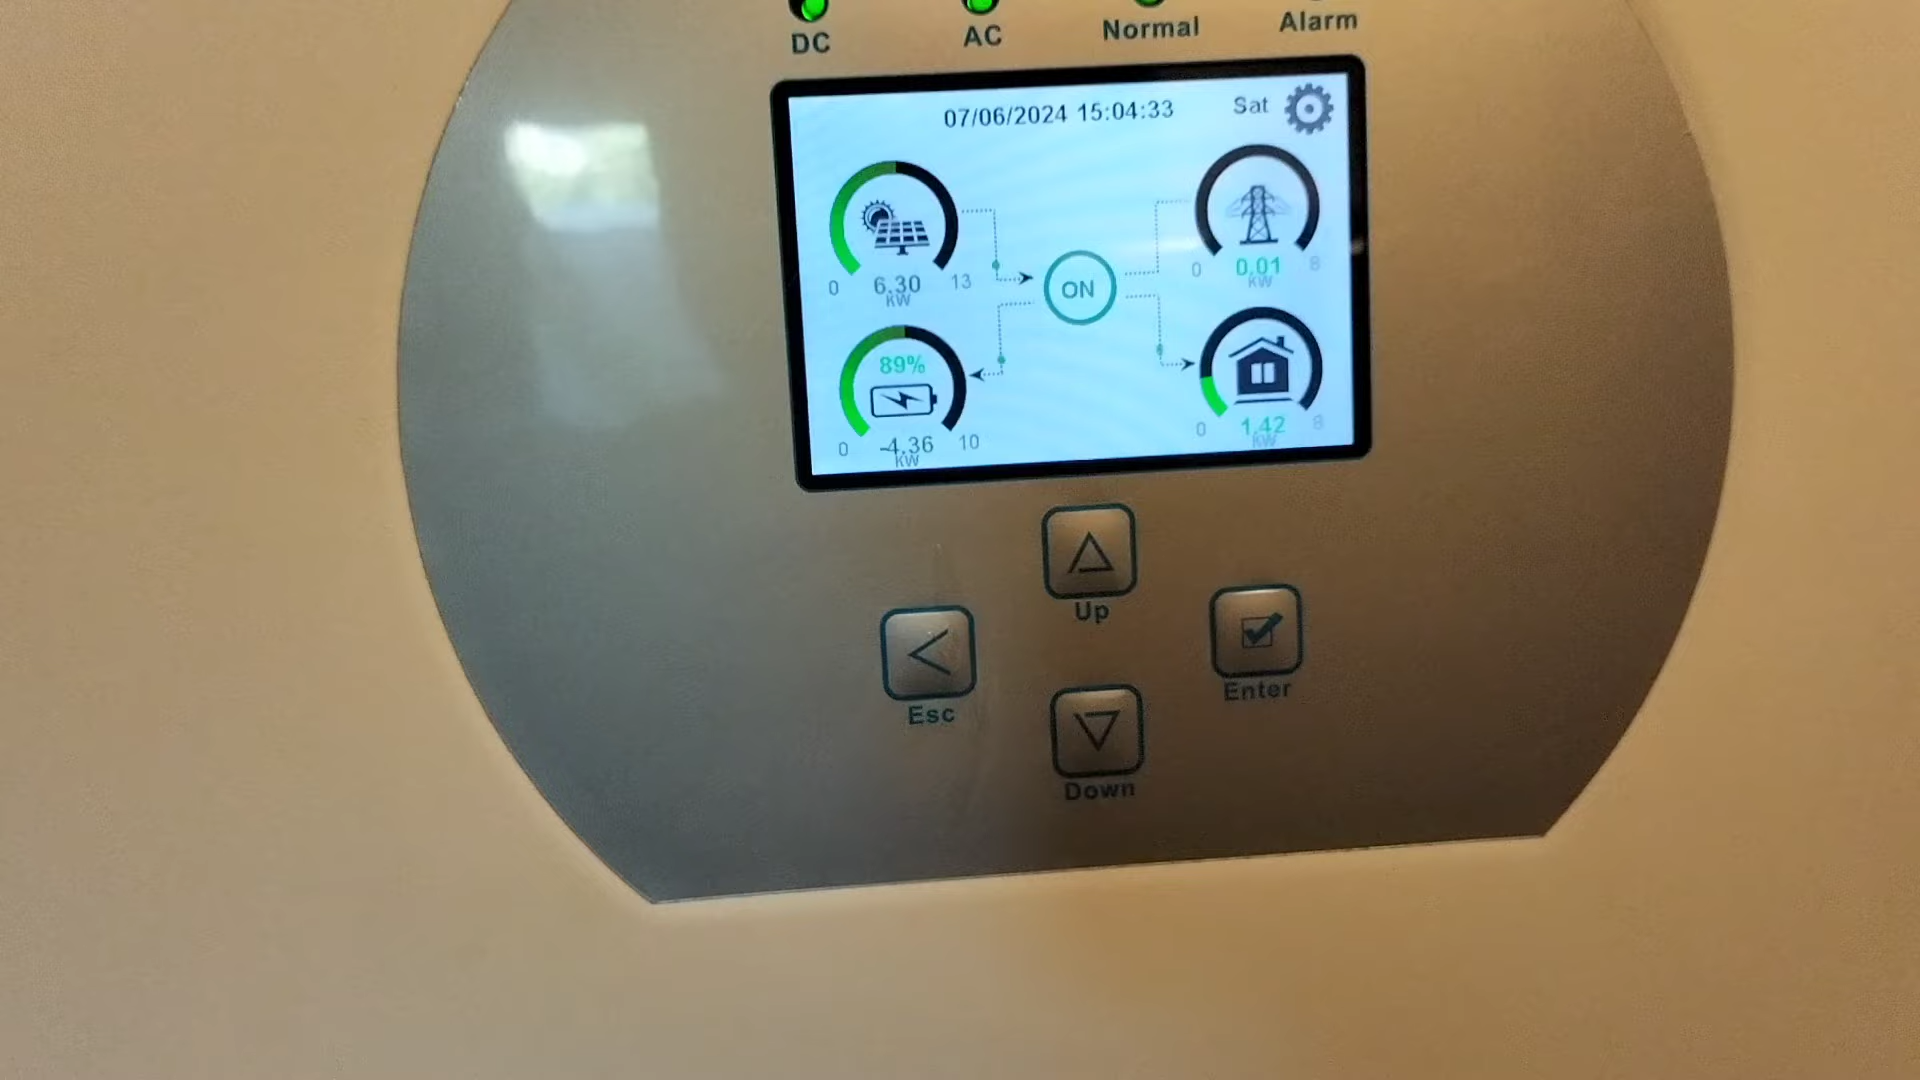 DC AC Normal Alarm
07/06/2024 15:04:33 Sat
0 6.30 13
KW
0 0.01 8
KW
ON
89%
0 -4.36 10
KW
0 1.42 8
KW
Up
Esc
Enter
Down